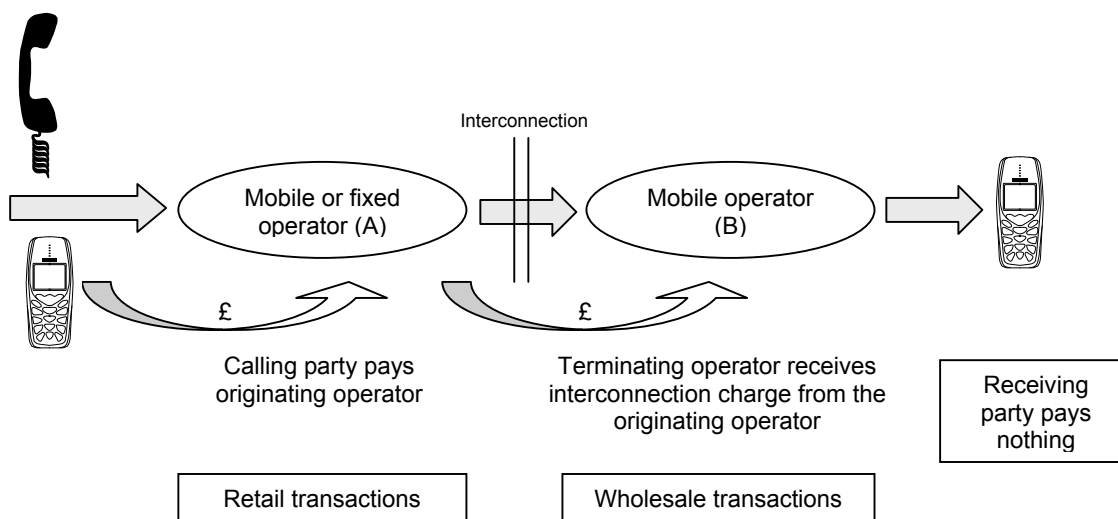 Interconnection
Mobile or fixed
operator (A)
Mobile operator
(B)
£
£
Calling party pays
originating operator
Terminating operator receives
interconnection charge from the
originating operator
Receiving
party pays
nothing
Retail transactions
Wholesale transactions